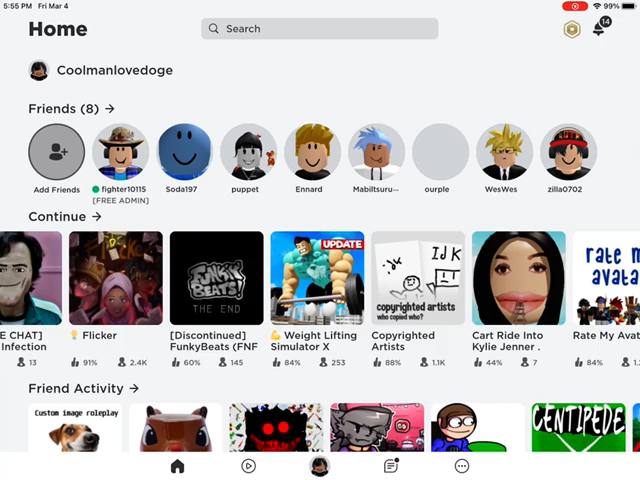 5:55 PM Fri Mar 4
99%
Home
Search
14
Coolmanlovedoge
Friends (8) →
Add Friends
fighter10115
[FREE ADMIN]
Soda197
puppet
Ennard
Mabiltsuru...
ourple
WesWes
zilla0702
Continue →
FUNKY BEATS!
THE END
UPDATE
IdK
copyrighted artists
who copied who?
rate m
avata
E CHAT]
Infection
13
Flicker
91% 2.4K
[Discontinued]
FunkyBeats (FNF
60% 145
Weight Lifting
Simulator X
84% 253
Copyrighted
Artists
88% 1.1K
Cart Ride Into
Kylie Jenner .
44% 7
Rate My Avat
84% 1.
Friend Activity →
Custom image roleplay
CENTIPEDE